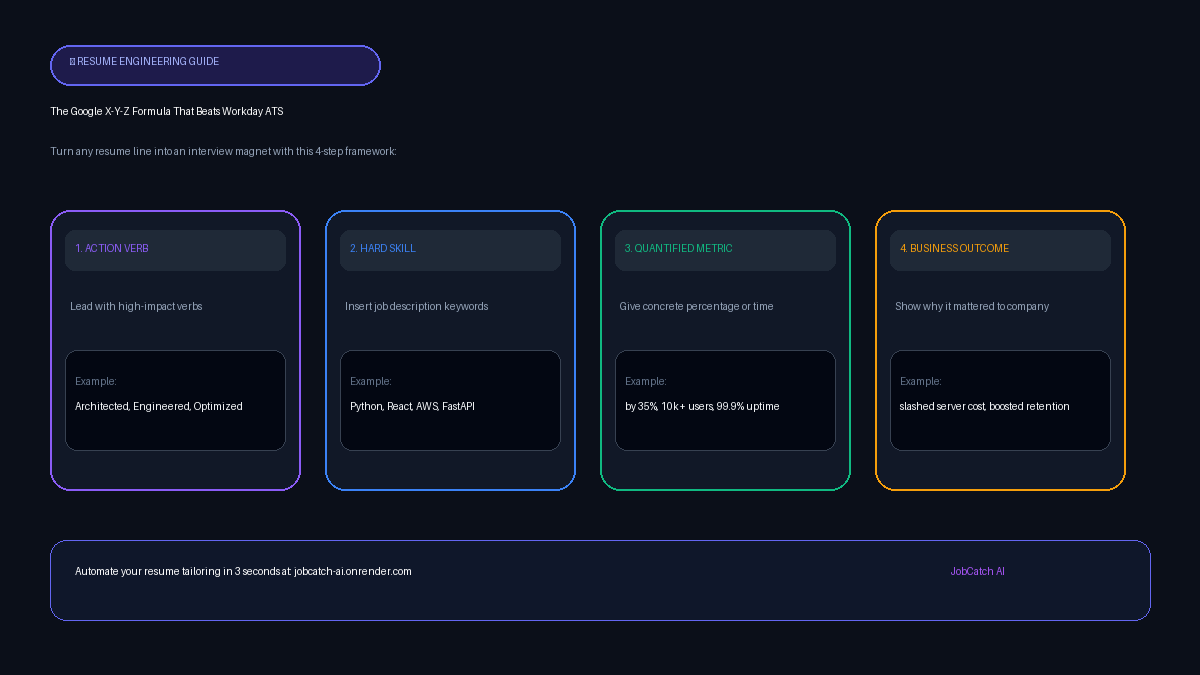 RESUME ENGINEERING GUIDE
The Google X-Y-Z Formula That Beats Workday ATS
Turn any resume line into an interview magnet with this 4-step framework:
1. ACTION VERB
Lead with high-impact verbs
Example:
Architected, Engineered, Optimized
2. HARD SKILL
Insert job description keywords
Example:
Python, React, AWS, FastAPI
3. QUANTIFIED METRIC
Give concrete percentage or time
Example:
by 35%, 10k+ users, 99.9% uptime
4. BUSINESS OUTCOME
Show why it mattered to company
Example:
slashed server cost, boosted retention
Automate your resume tailoring in 3 seconds at: jobcatch-ai.onrender.com
JobCatch AI